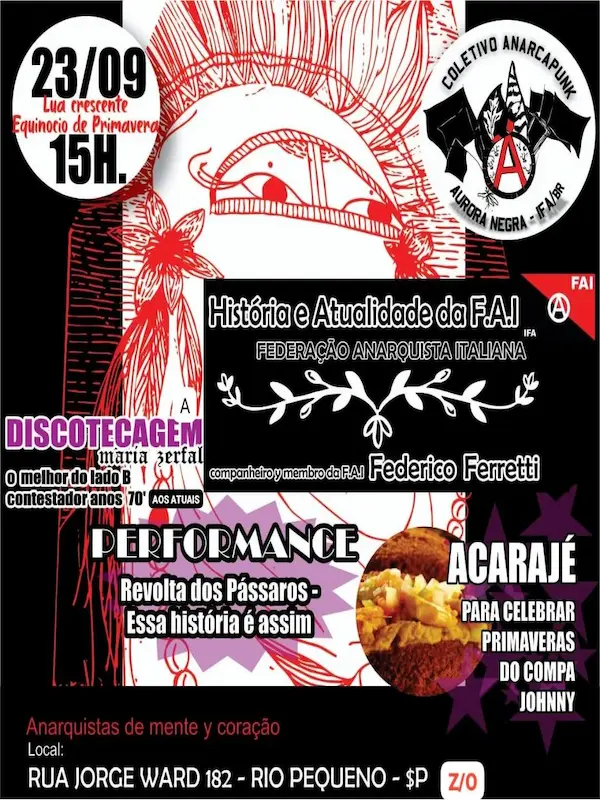 23/09
Lua crescente
Equinocio de Primavera
15H.
COLETIVO ANARCAPUNK
AURORA NEGRA - IFA/BR
A
FAI
A
História e Atualidade da F.A.I
IFA
FEDERAÇÃO ANARQUISTA ITALIANA
companheiro y membro da F.A.I Federico Ferretti
A
DISCOTECAGEM
maria zerfal
o melhor do lado B
contestador anos 70' AOS ATUAIS
PERFORMANCE
Revolta dos Pássaros -
Essa história é assim
ACARAJÉ
PARA CELEBRAR
PRIMAVERAS
DO COMPA
JOHNNY
Anarquistas de mente y coração
Local:
RUA JORGE WARD 182 - RIO PEQUENO - $P Z/O